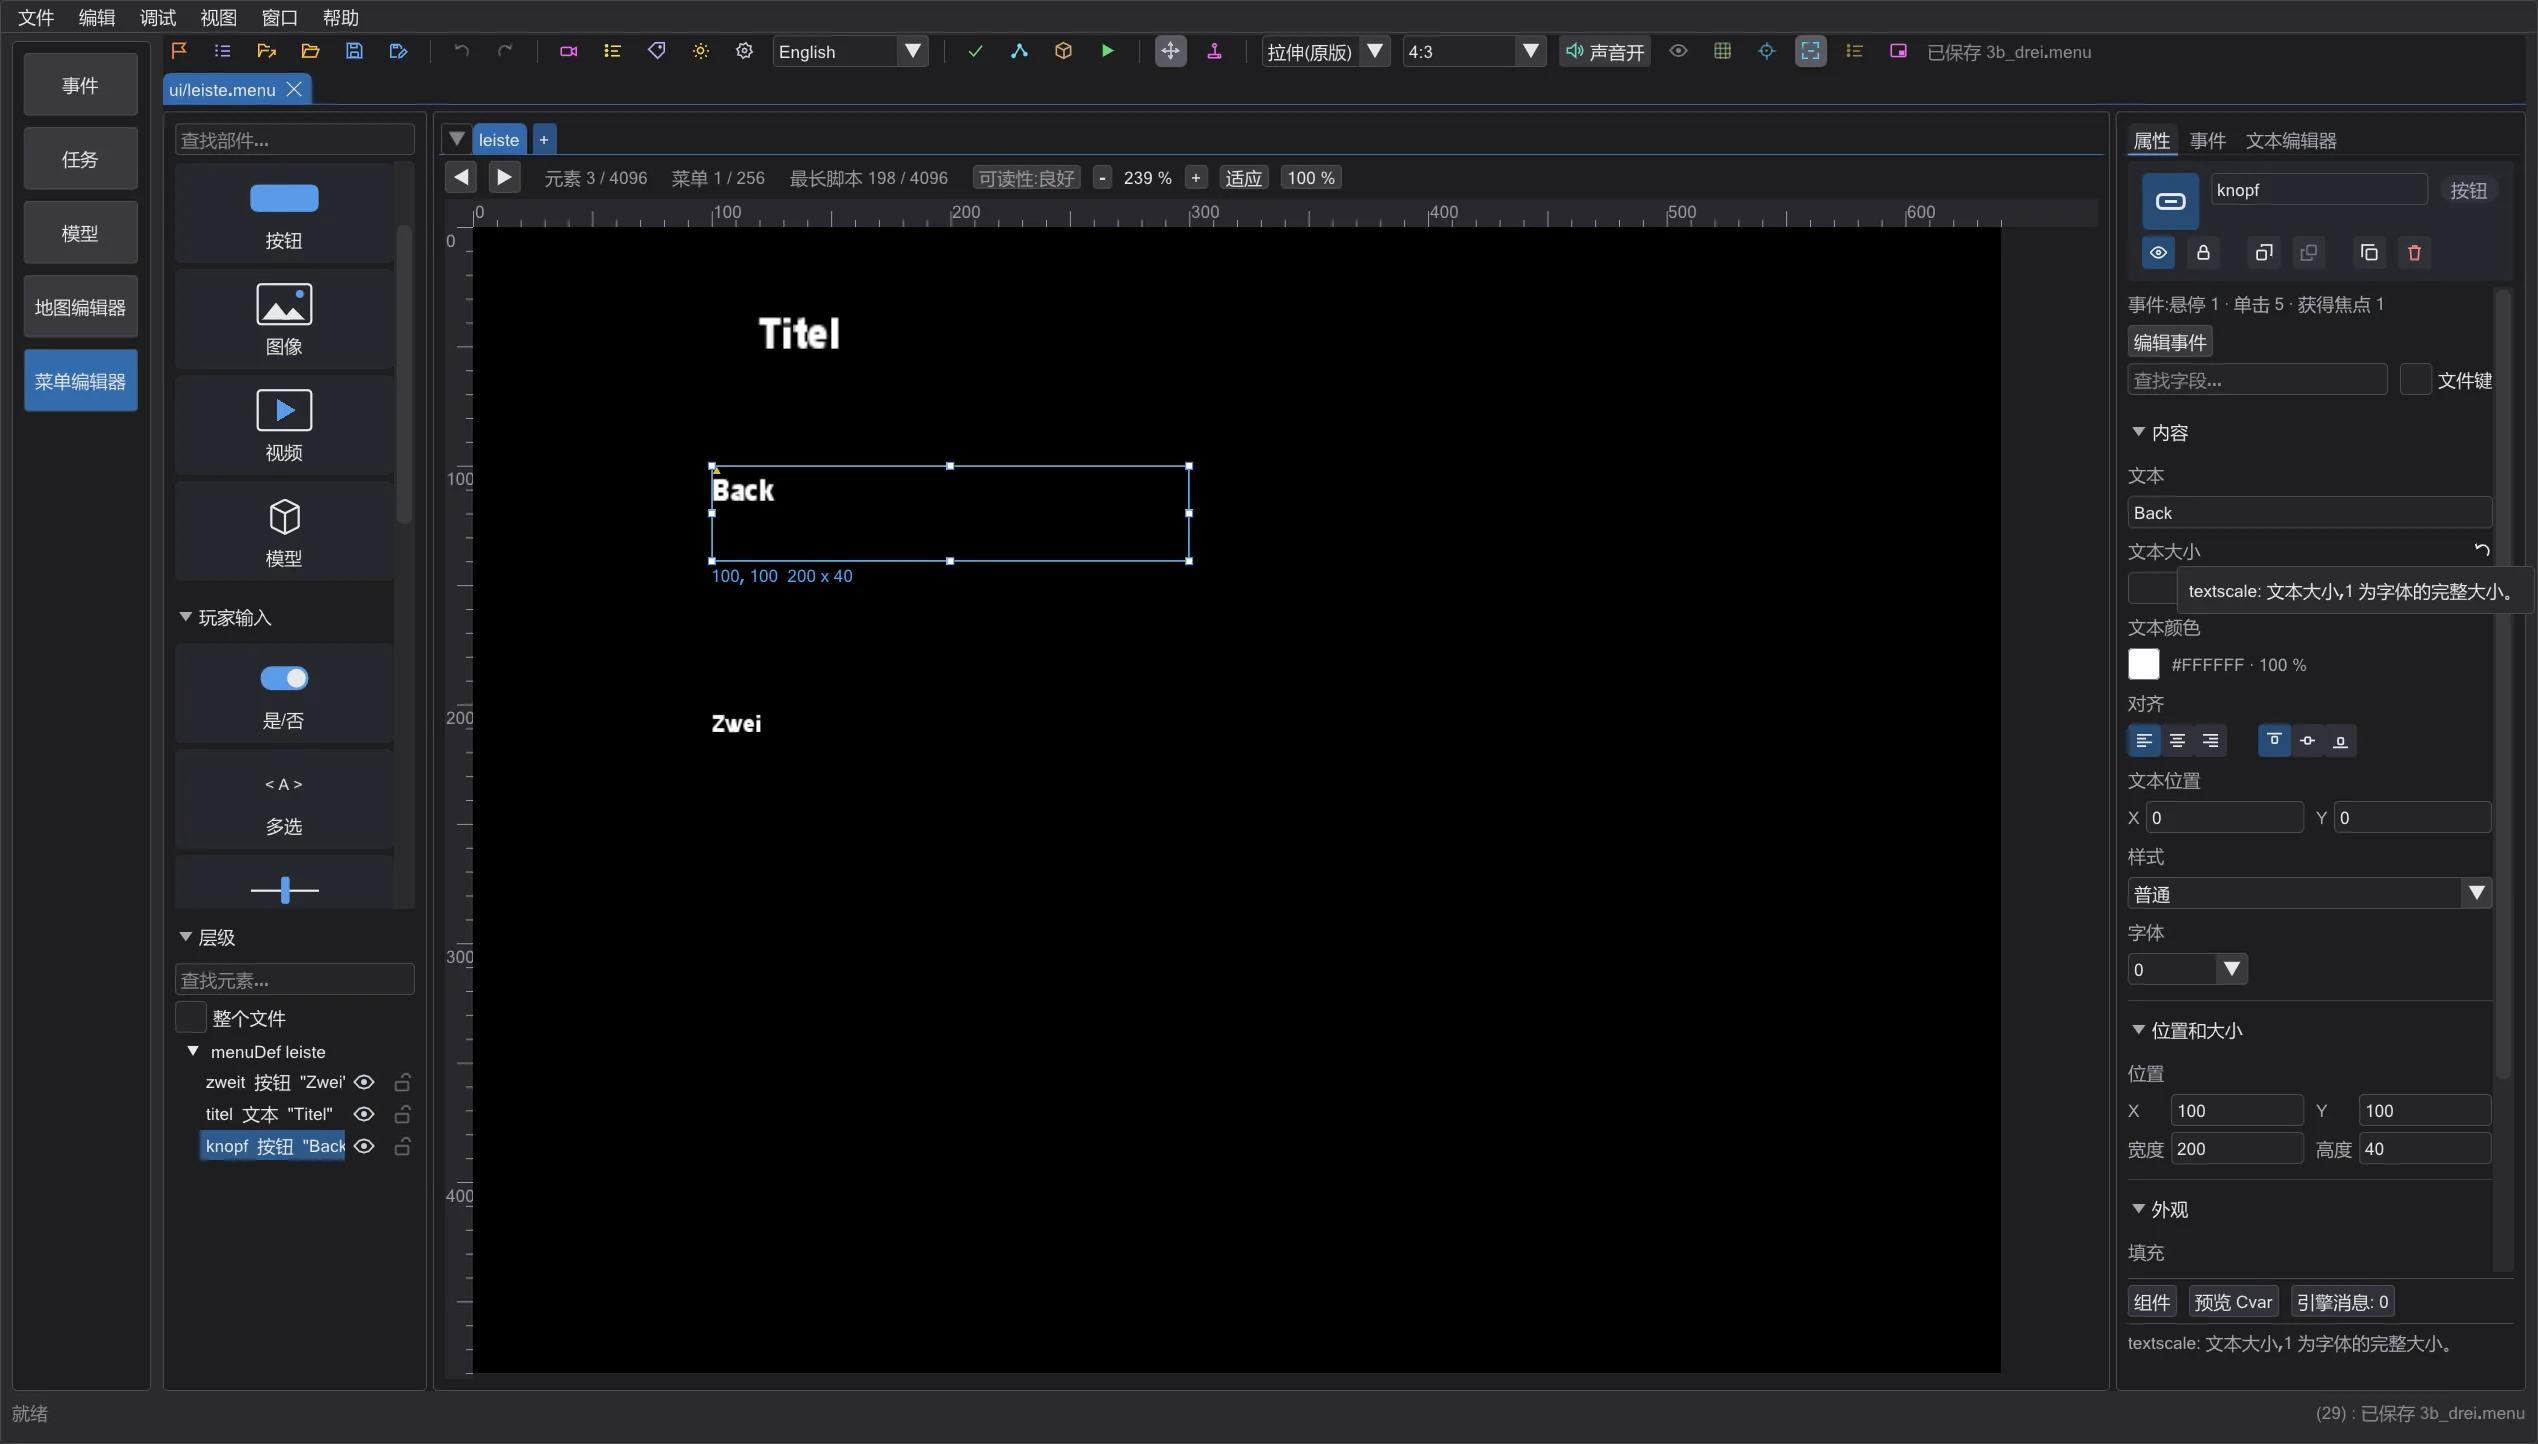 文件 编辑 调试 视图 窗口 帮助
English 拉伸(原版) 4:3 声音开 已保存 3b_drei.menu
事件
任务
模型
地图编辑器
菜单编辑器
ui/leiste.menu
查找部件...
按钮
图像
视频
模型
玩家输入
是/否
< A >
多选
层级
查找元素...
整个文件
menuDef leiste
zweit 按钮 "Zwei"
titel 文本 "Titel"
knopf 按钮 "Back
leiste +
元素 3 / 4096 菜单 1 / 256 最长脚本 198 / 4096 可读性:良好 - 239 % + 适应 100 %
0 100 200 300 400 500 600
0
100
200
300
400
Titel
Back
100, 100 200 x 40
Zwei
属性 事件 文本编辑器
knopf 按钮
事件:悬停 1 · 单击 5 · 获得焦点 1
编辑事件
查找字段... 文件键
内容
文本
Back
文本大小
textscale: 文本大小,1 为字体的完整大小。
文本颜色
#FFFFFF · 100 %
对齐
文本位置
X 0 Y 0
样式
普通
字体
0
位置和大小
位置
X 100 Y 100
宽度 200 高度 40
外观
填充
组件 预览 Cvar 引擎消息: 0
textscale: 文本大小,1 为字体的完整大小。
就绪 (29) : 已保存 3b_drei.menu